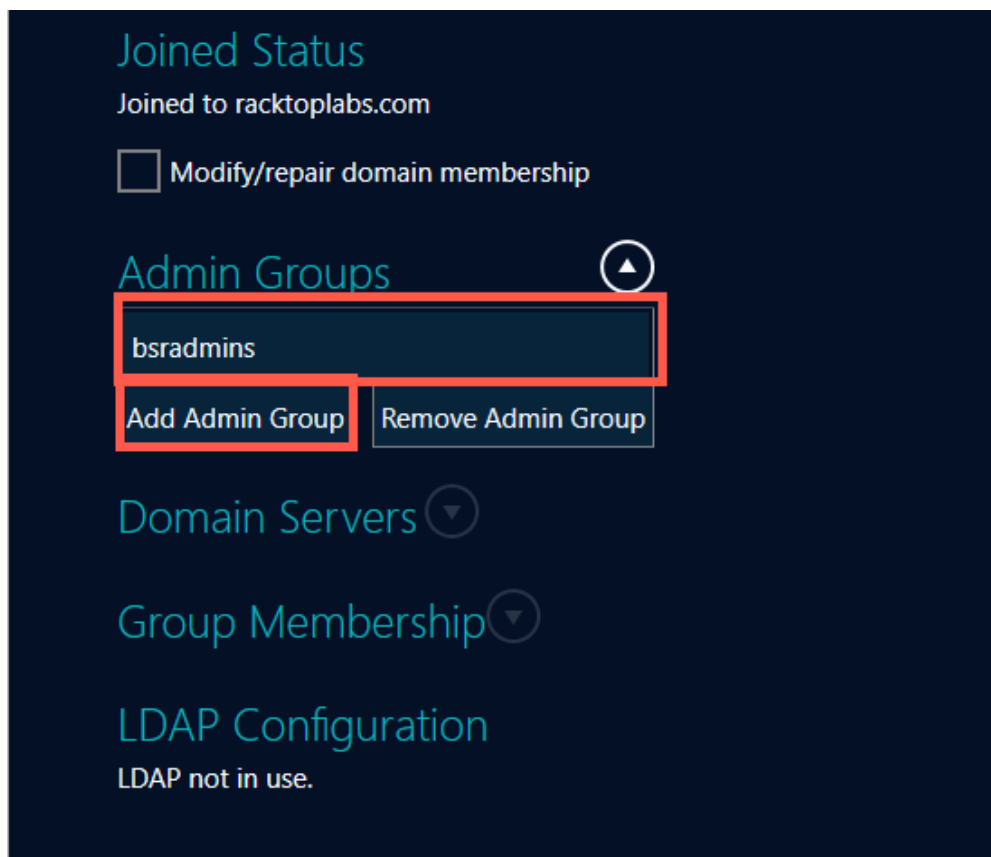 Joined Status
Joined to racktoplabs.com
Modify/repair domain membership
Admin Groups
bsradmins
Add Admin Group
Remove Admin Group
Domain Servers
Group Membership
LDAP Configuration
LDAP not in use.